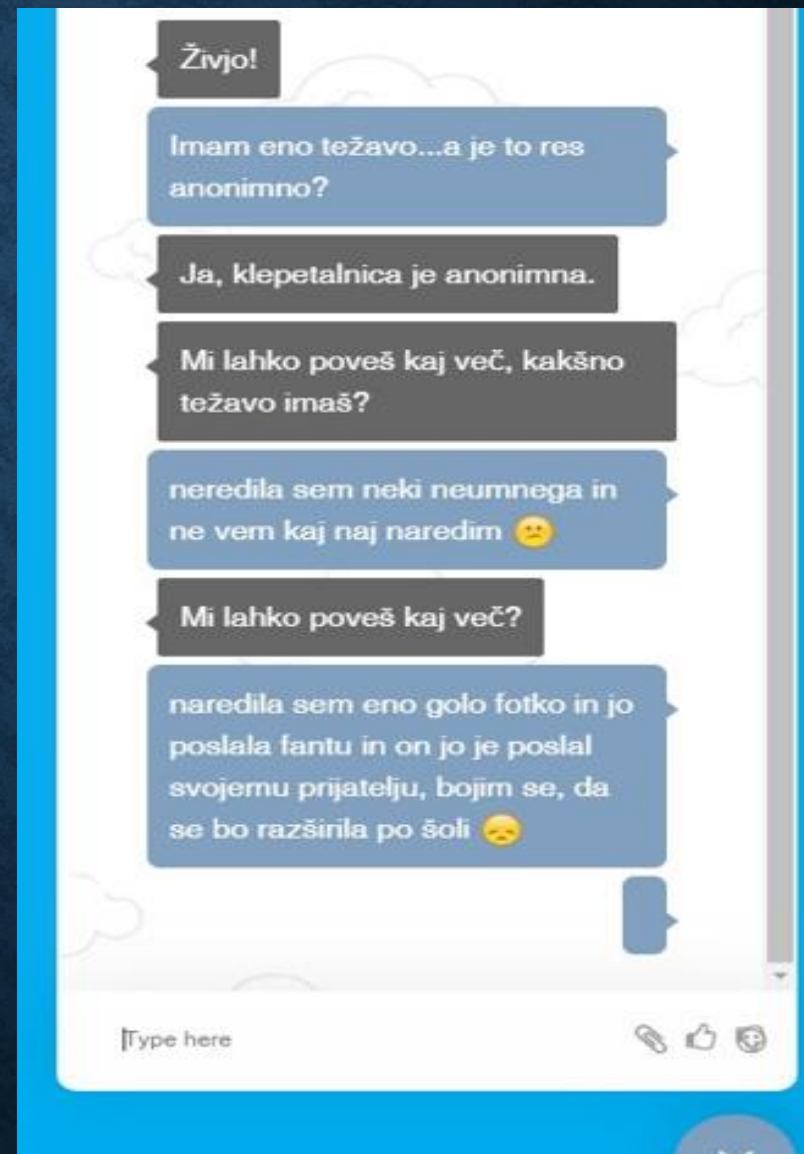 Živjo!
Imam eno težavo...a je to res
anonimno?
Ja, klepetalnica je anonimna.
Mi lahko poveš kaj več, kakšno
težavo imaš?
neredila sem neki neumnega in
ne vem kaj naj naredim 😕
Mi lahko poveš kaj več?
naredila sem eno golo fotko in jo
poslala fantu in on jo je poslal
svojemu prijatelju, bojim se, da
se bo razširila po šoli 😞
Type here